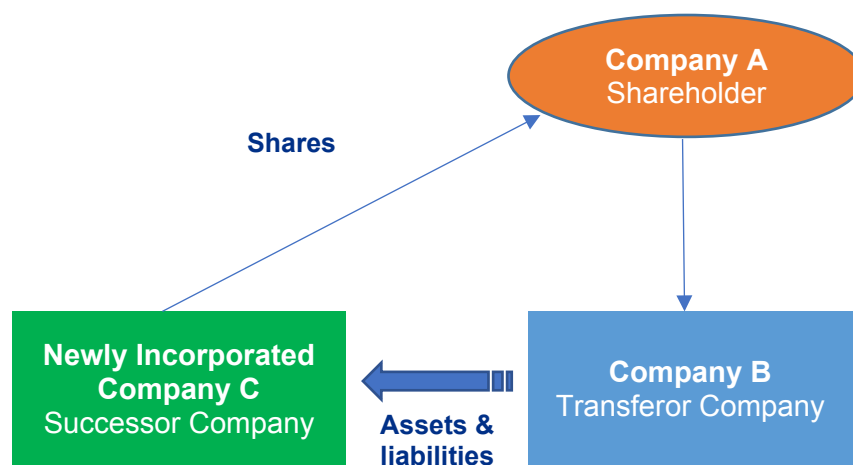 Company A
Shareholder
Shares
Newly Incorporated
Company C
Successor Company
Assets &
liabilities
Company B
Transferor Company